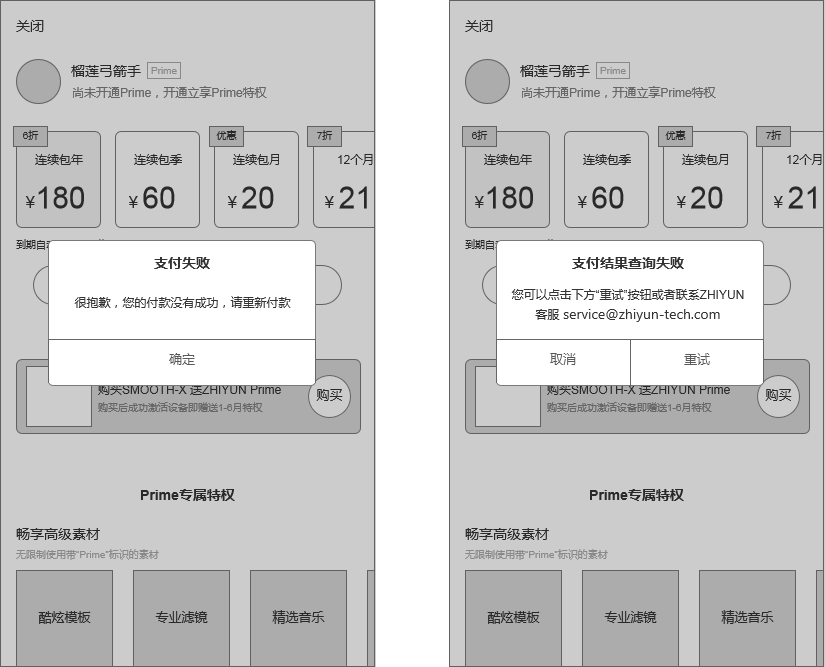 关闭
榴莲弓箭手 Prime
尚未开通Prime，开通立享Prime特权
6折 优惠 7折
连续包年 连续包季 连续包月 12个月
¥180 ¥60 ¥20 ¥21
到期自
支付失败
很抱歉，您的付款没有成功，请重新付款
确定
购买SMOOTH-X 送ZHIYUN Prime
购买后成功激活设备即赠送1-6月特权
购买
Prime专属特权
畅享高级素材
无限制使用带“Prime”标识的素材
酷炫模板 专业滤镜 精选音乐
关闭
榴莲弓箭手 Prime
尚未开通Prime，开通立享Prime特权
6折 优惠 7折
连续包年 连续包季 连续包月 12个月
¥180 ¥60 ¥20 ¥21
到期自
支付结果查询失败
您可以点击下方“重试”按钮或者联系ZHIYUN
客服 service@zhiyun-tech.com
取消 重试
购买SMOOTH-X 送ZHIYUN Prime
购买后成功激活设备即赠送1-6月特权
购买
Prime专属特权
畅享高级素材
无限制使用带“Prime”标识的素材
酷炫模板 专业滤镜 精选音乐